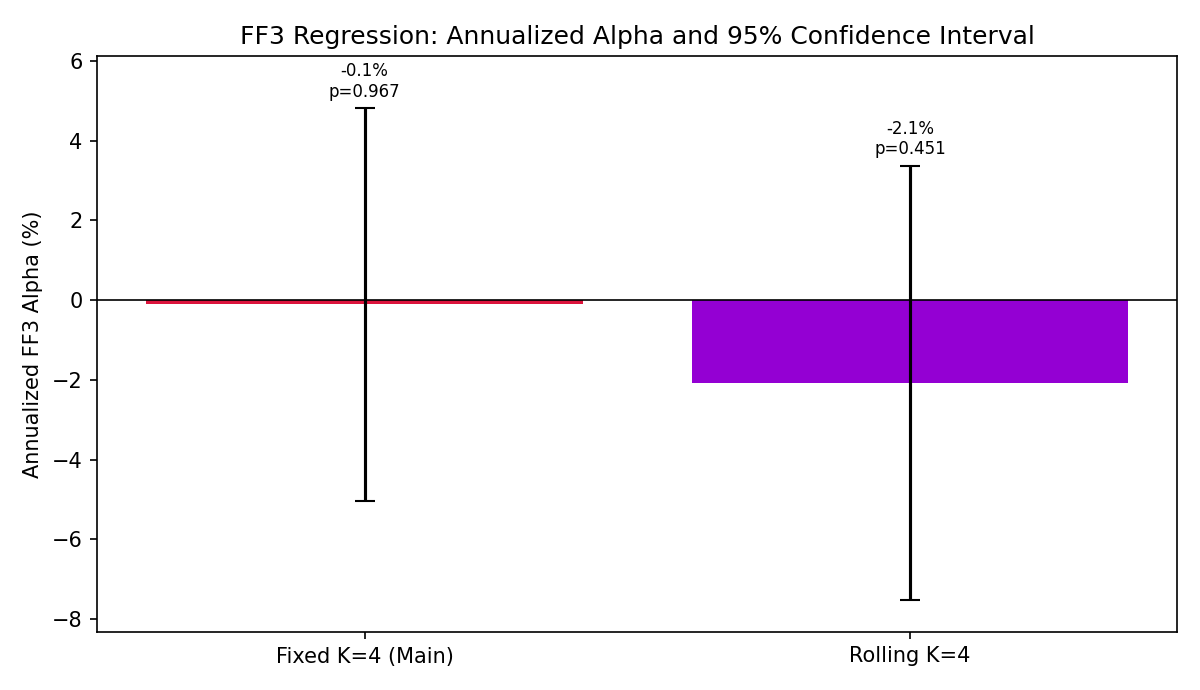 FF3 Regression: Annualized Alpha and 95% Confidence Interval
Annualized FF3 Alpha (%)
6
4
2
0
−2
−4
−6
−8
-0.1%
p=0.967
-2.1%
p=0.451
Fixed K=4 (Main)
Rolling K=4